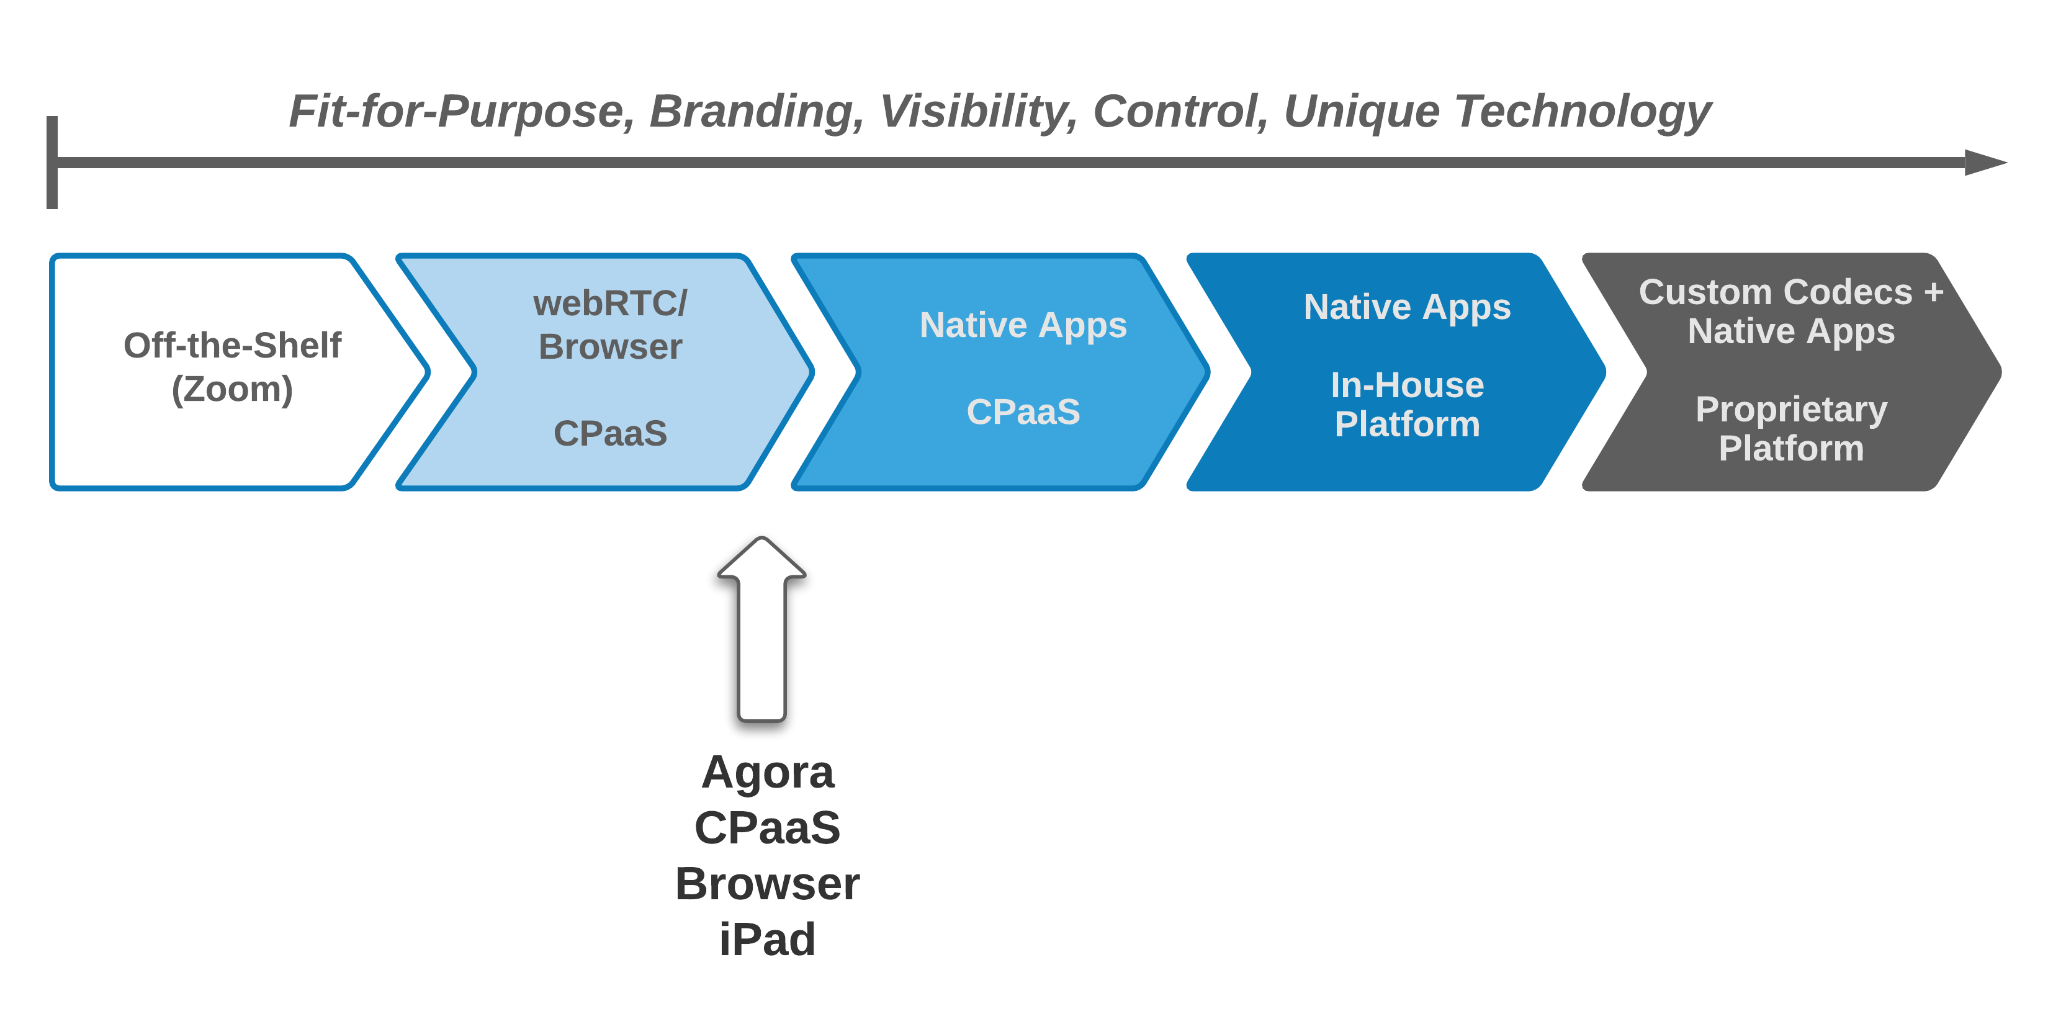 Fit-for-Purpose, Branding, Visibility, Control, Unique Technology
Off-the-Shelf
(Zoom)
webRTC/
Browser
CPaaS
Native Apps
CPaaS
Native Apps
In-House
Platform
Custom Codecs +
Native Apps
Proprietary
Platform
Agora
CPaaS
Browser
iPad